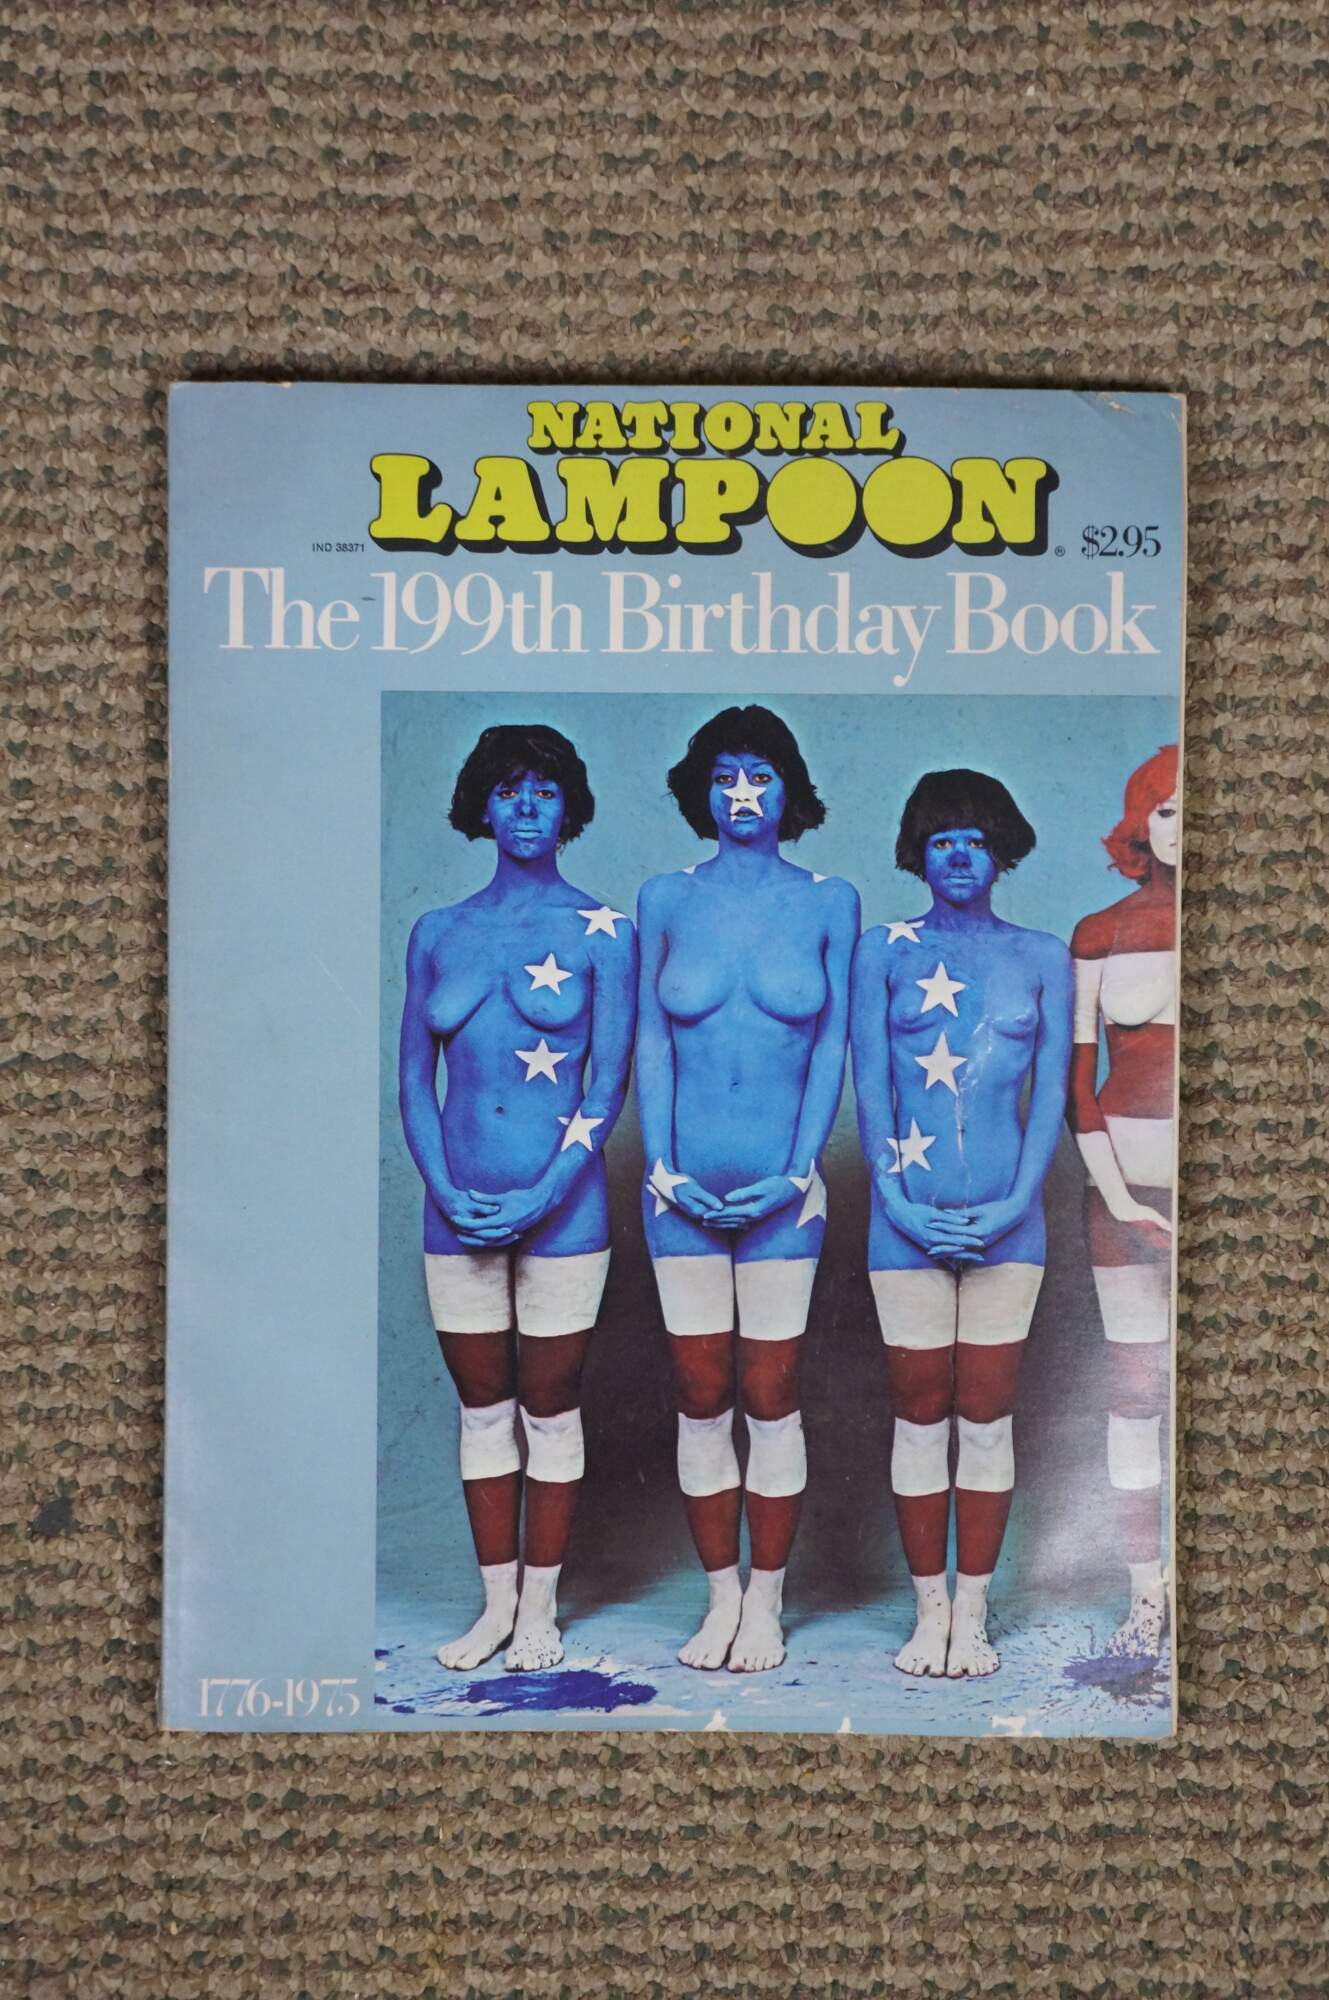 NATIONAL
LAMPOON
IND 38371
® $2.95
The 199th Birthday Book
1776-1975